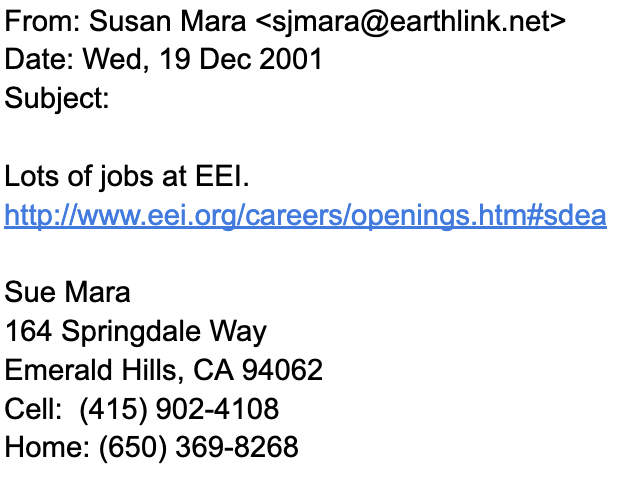 From: Susan Mara <sjmara@earthlink.net>
Date: Wed, 19 Dec 2001
Subject:
Lots of jobs at EEI.
http://www.eei.org/careers/openings.htm#sdea
Sue Mara
164 Springdale Way
Emerald Hills, CA 94062
Cell:  (415) 902-4108
Home: (650) 369-8268